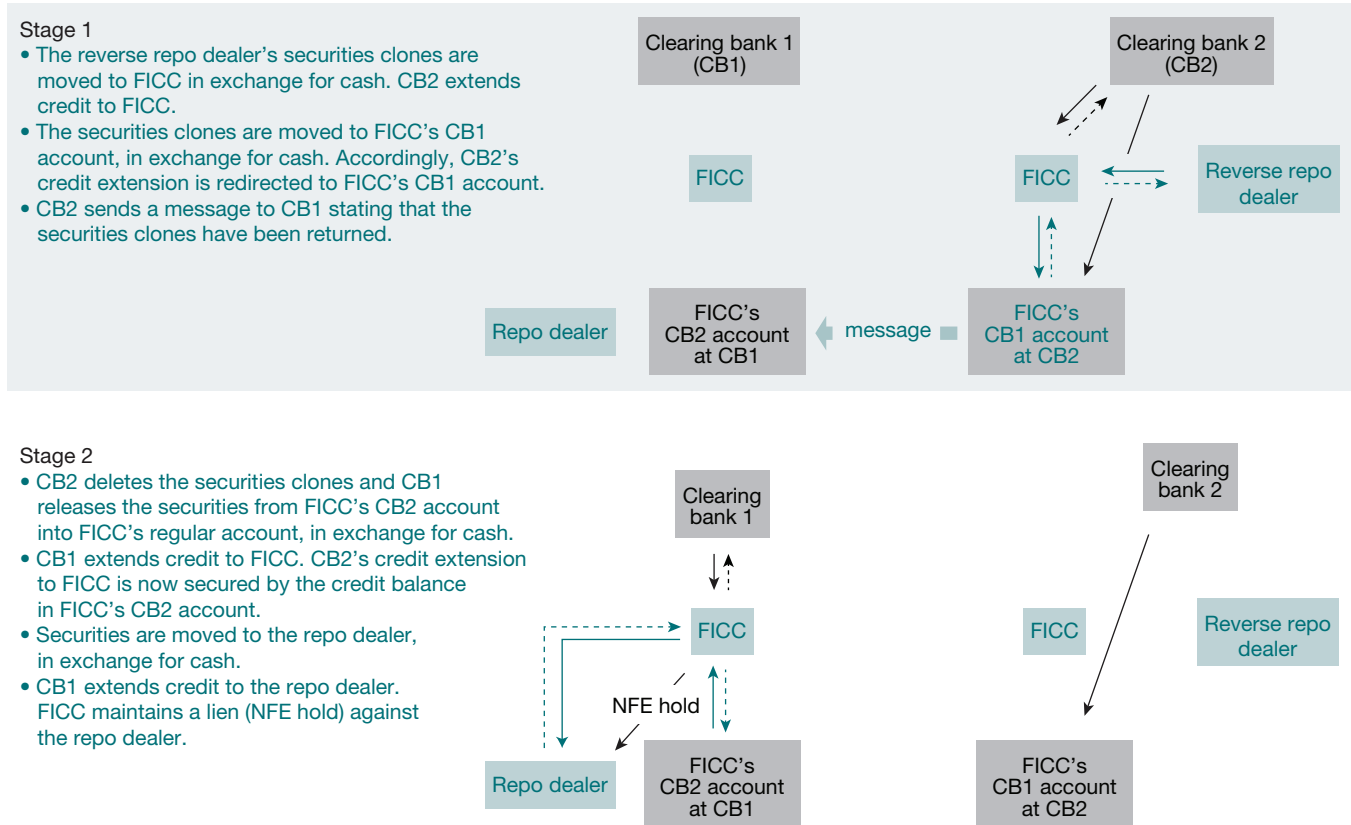 Stage 1
• The reverse repo dealer’s securities clones are
moved to FICC in exchange for cash. CB2 extends
credit to FICC.
• The securities clones are moved to FICC’s CB1
account, in exchange for cash. Accordingly, CB2’s
credit extension is redirected to FICC’s CB1 account.
• CB2 sends a message to CB1 stating that the
securities clones have been returned.
Clearing bank 1
(CB1)
Clearing bank 2
(CB2)
FICC
FICC
Reverse repo
dealer
Repo dealer
FICC’s
CB2 account
at CB1
message
FICC’s
CB1 account
at CB2
Stage 2
• CB2 deletes the securities clones and CB1
releases the securities from FICC’s CB2 account
into FICC’s regular account, in exchange for cash.
• CB1 extends credit to FICC. CB2’s credit extension
to FICC is now secured by the credit balance
in FICC’s CB2 account.
• Securities are moved to the repo dealer,
in exchange for cash.
• CB1 extends credit to the repo dealer.
FICC maintains a lien (NFE hold) against
the repo dealer.
Clearing
bank 1
Clearing
bank 2
FICC
FICC
Reverse repo
dealer
NFE hold
Repo dealer
FICC’s
CB2 account
at CB1
FICC’s
CB1 account
at CB2